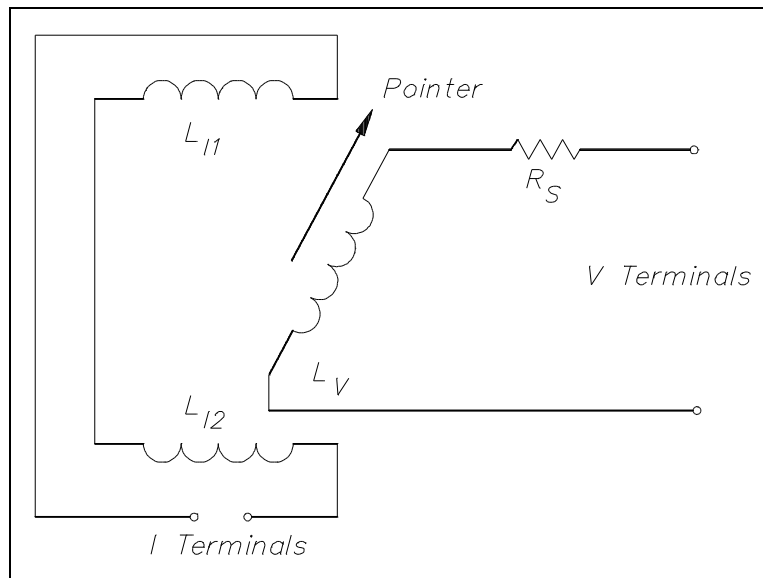 Pointer
L_I1
R_S
V Terminals
L_V
L_I2
I Terminals